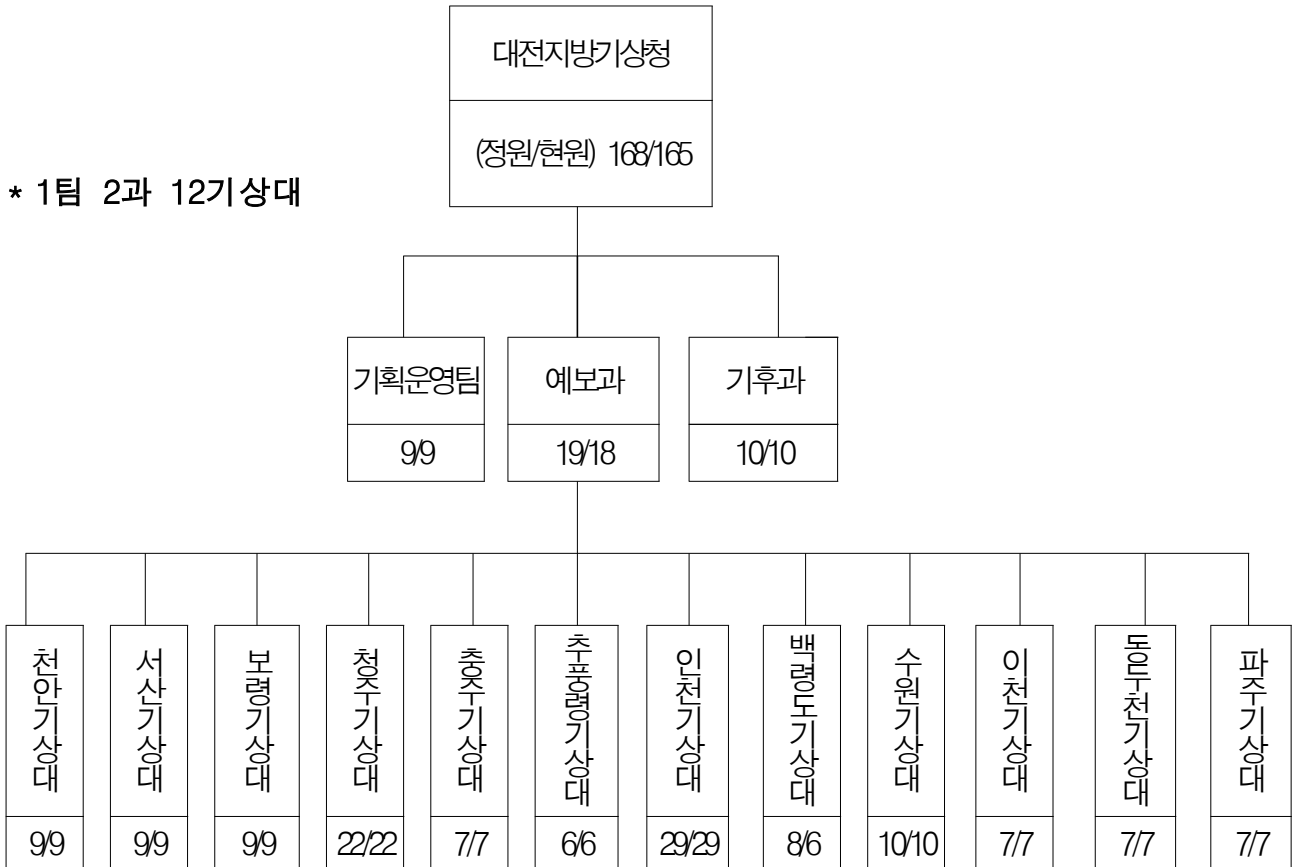 대전지방기상청
(정원/현원) 168/165
* 1팀 2과 12기상대
기획운영팀
예보과
기후과
9/9
19/18
10/10
천안기상대
서산기상대
보령기상대
청주기상대
충주기상대
추풍령기상대
인천기상대
백령도기상대
수원기상대
이천기상대
동두천기상대
파주기상대
9/9
9/9
9/9
22/22
7/7
6/6
29/29
8/6
10/10
7/7
7/7
7/7